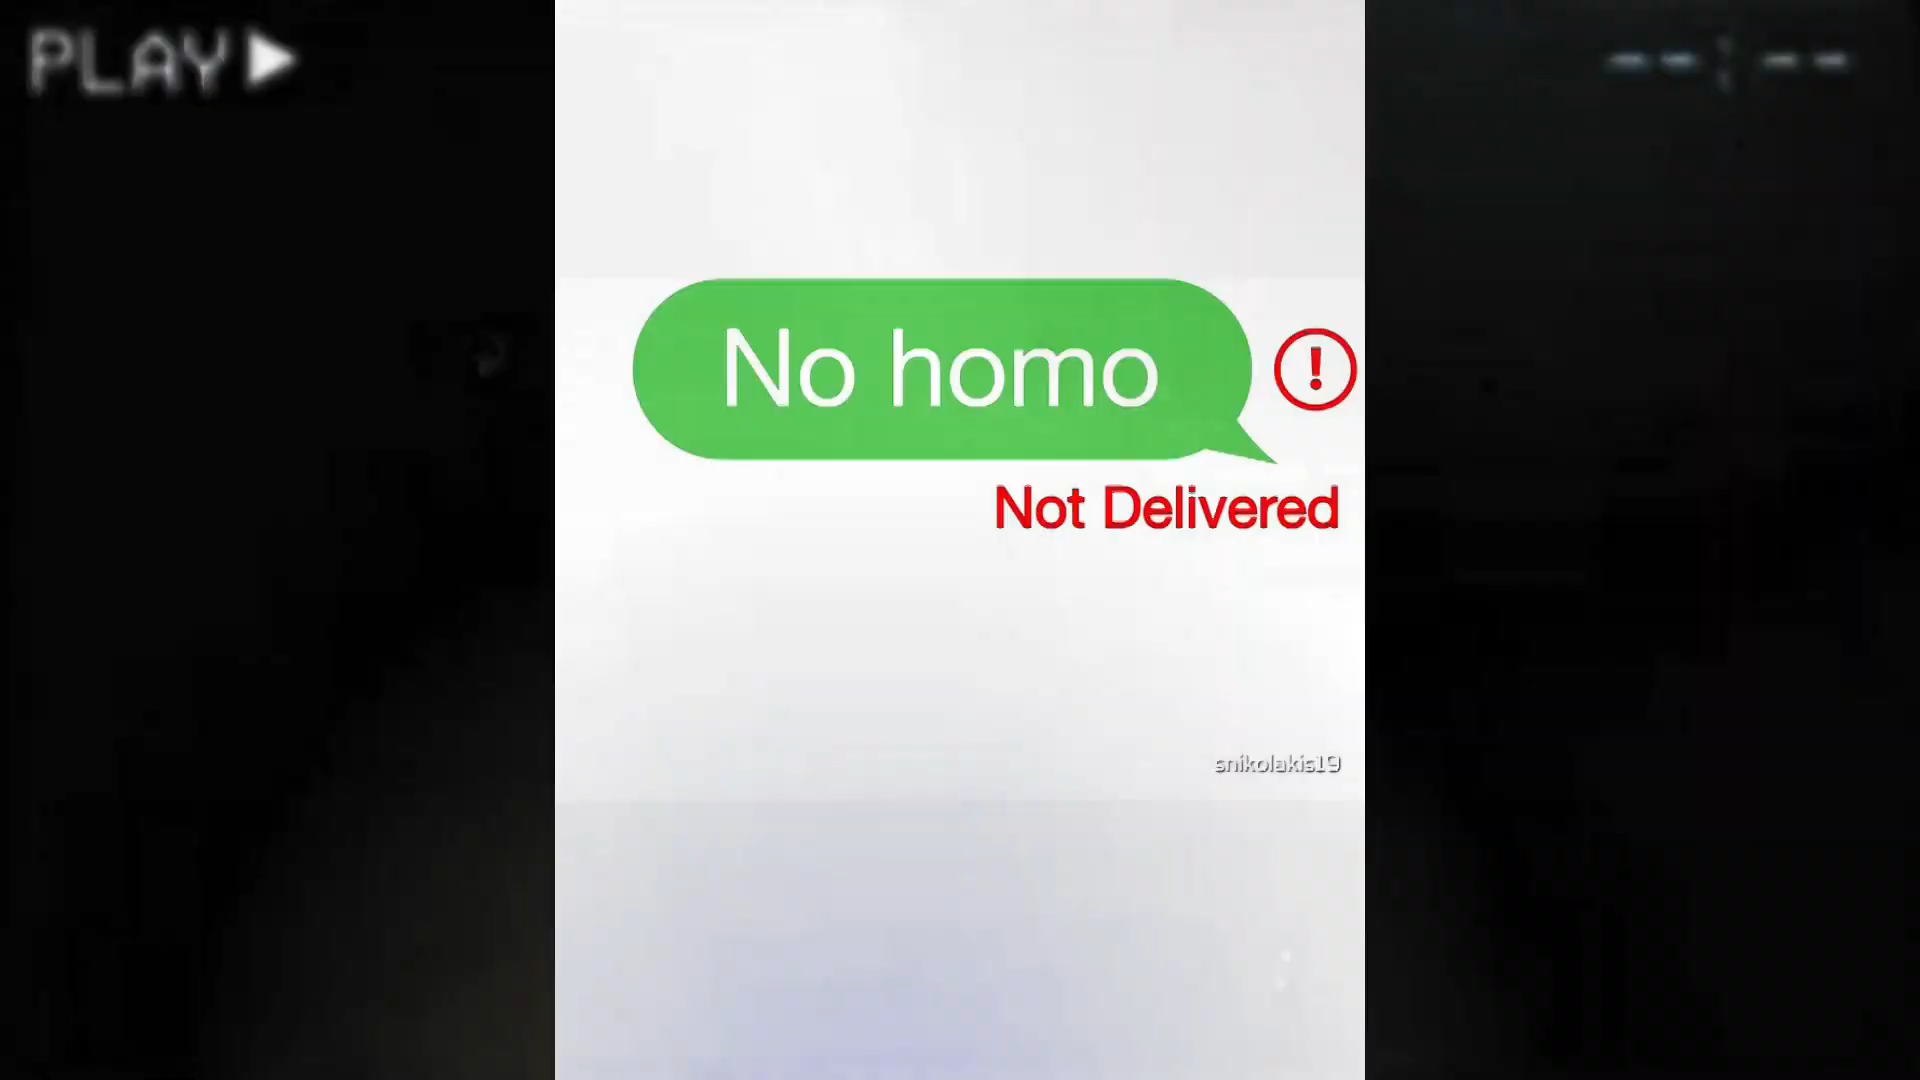 PLAY
-- : --
No homo
!
Not Delivered
snikolakis19